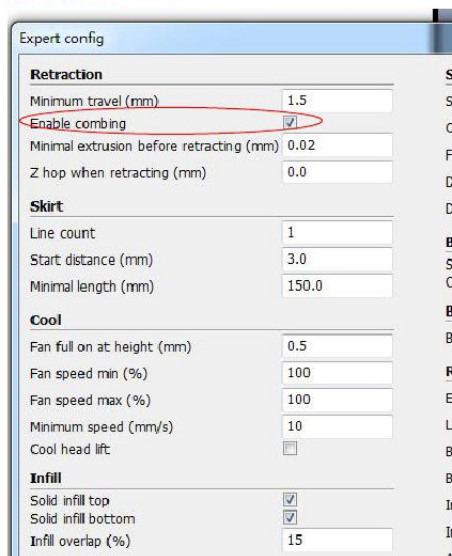 Expert config
Retraction
Minimum travel (mm) 1.5
Enable combing
Minimal extrusion before retracting (mm) 0.02
Z hop when retracting (mm) 0.0
Skirt
Line count 1
Start distance (mm) 3.0
Minimal length (mm) 150.0
Cool
Fan full on at height (mm) 0.5
Fan speed min (%) 100
Fan speed max (%) 100
Minimum speed (mm/s) 10
Cool head lift
Infill
Solid infill top
Solid infill bottom
Infill overlap (%) 15